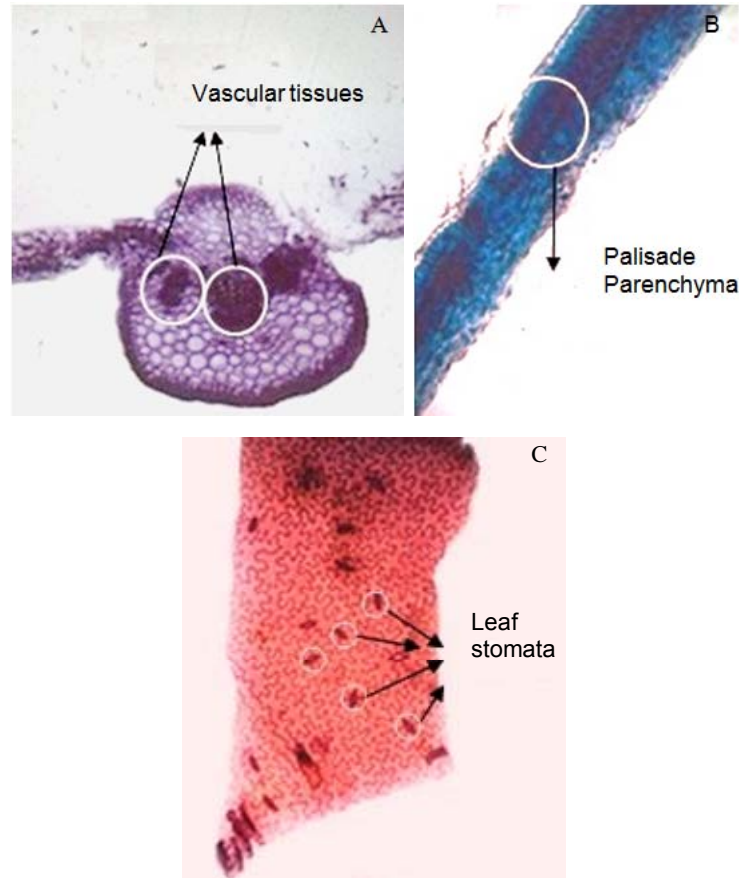 A
Vascular tissues
B
Palisade
Parenchyma
C
Leaf
stomata